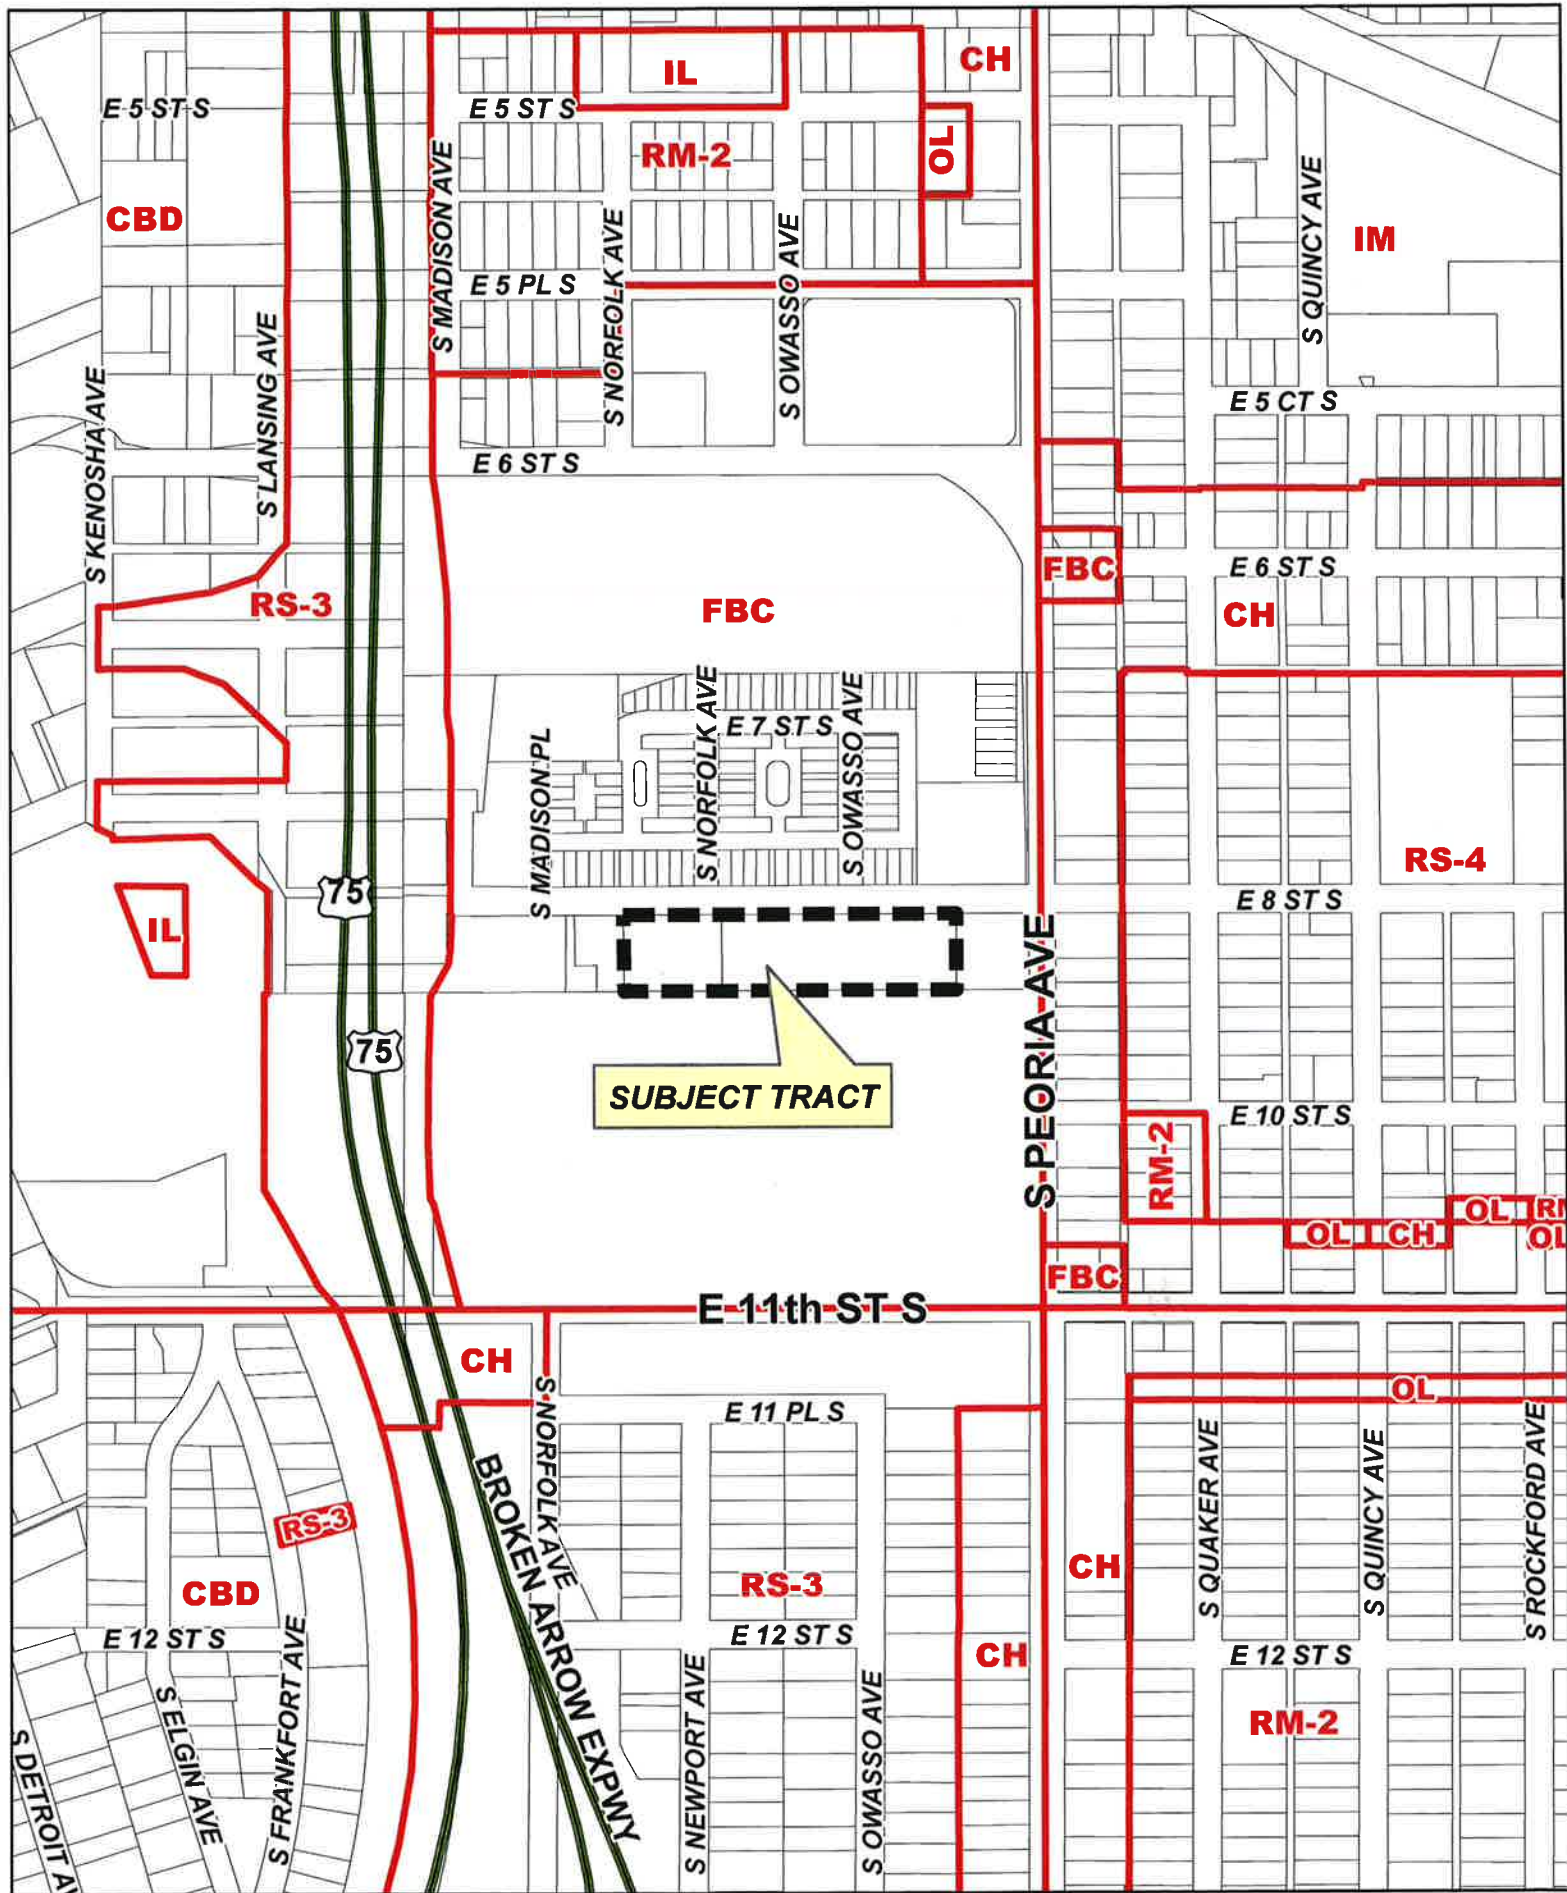 CH
IL
E 5 ST S
E 5 ST S
OL
RM-2
S MADISON AVE
CBD
S QUINCY AVE
IM
S NORFOLK AVE
S OWASSO AVE
E 5 PL S
S LANSING AVE
S KENOSHA AVE
E 5 CT S
E 6 ST S
FBC
E 6 ST S
RS-3
FBC
CH
S NORFOLK AVE
S OWASSO AVE
E 7 ST S
S MADISON PL
RS-4
75
E 8 ST S
IL
S PEORIA AVE
75
SUBJECT TRACT
E 10 ST S
RM-2
OL
RM
OL
CH
OL
FBC
E 11th ST S
CH
OL
S NORFOLK AVE
E 11 PL S
S QUAKER AVE
S QUINCY AVE
S ROCKFORD AVE
BROKEN ARROW EXPWY
RS-3
CH
RS-3
CBD
E 12 ST S
E 12 ST S
CH
E 12 ST S
S FRANKFORT AVE
S ELGIN AVE
S NEWPORT AVE
S OWASSO AVE
RM-2
S DETROIT AV